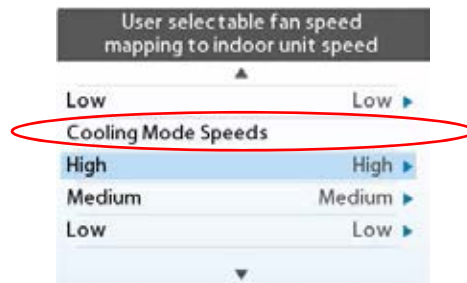 User selectable fan speed
mapping to indoor unit speed
Low Low
Cooling Mode Speeds
High High
Medium Medium
Low Low